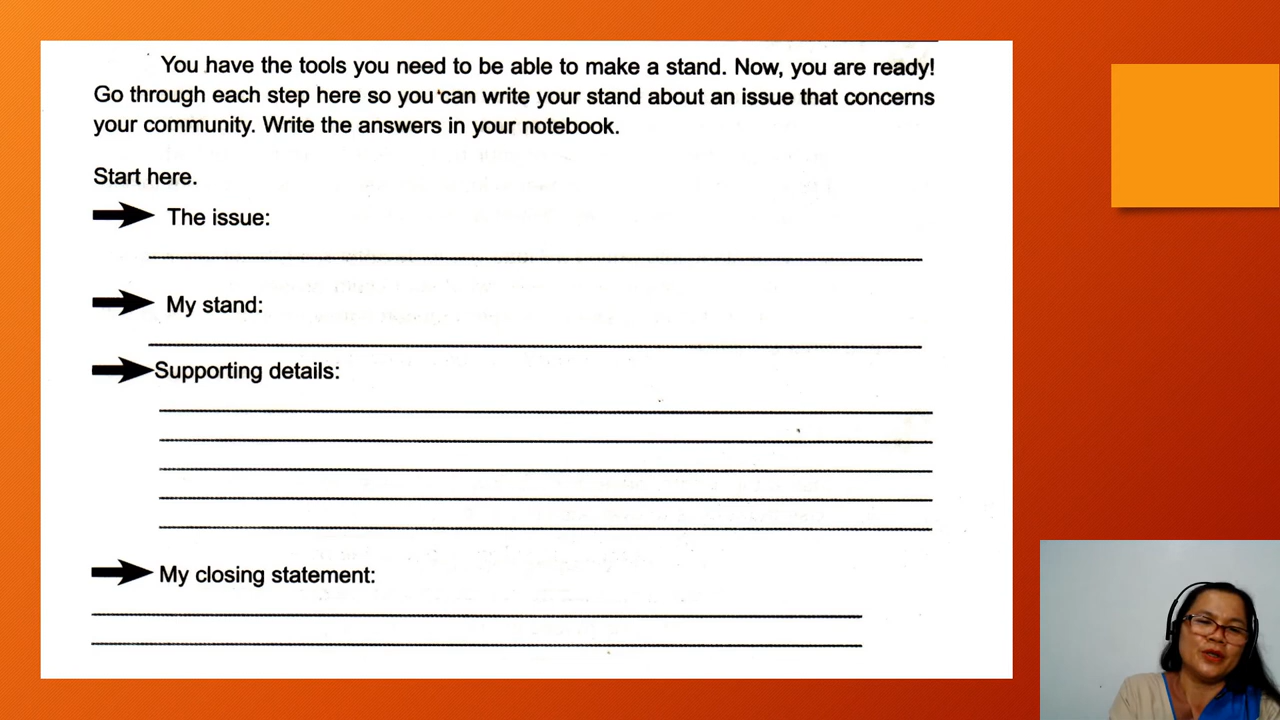 You have the tools you need to be able to make a stand. Now, you are ready!
Go through each step here so you can write your stand about an issue that concerns
your community. Write the answers in your notebook.
Start here.
The issue:
My stand:
Supporting details:
My closing statement: